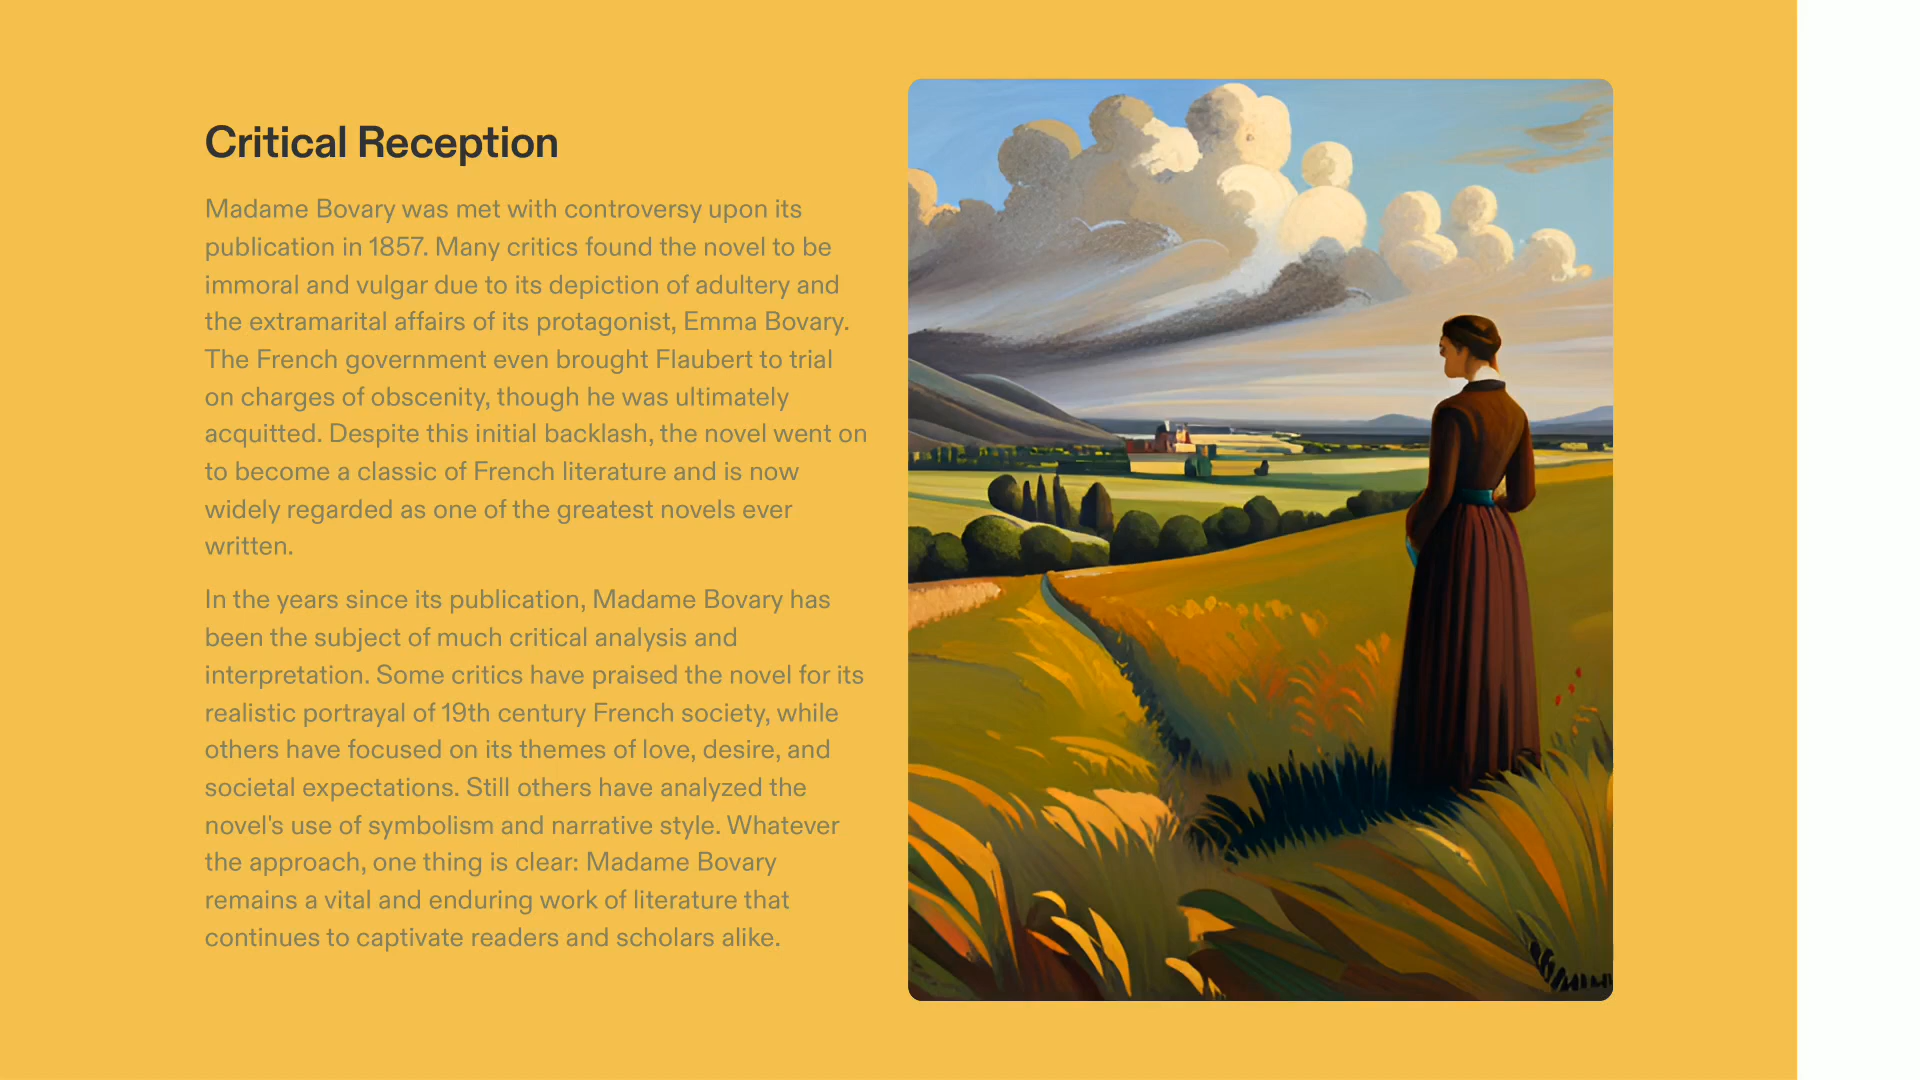 Critical Reception
Madame Bovary was met with controversy upon its
publication in 1857. Many critics found the novel to be
immoral and vulgar due to its depiction of adultery and
the extramarital affairs of its protagonist, Emma Bovary.
The French government even brought Flaubert to trial
on charges of obscenity, though he was ultimately
acquitted. Despite this initial backlash, the novel went on
to become a classic of French literature and is now
widely regarded as one of the greatest novels ever
written.
In the years since its publication, Madame Bovary has
been the subject of much critical analysis and
interpretation. Some critics have praised the novel for its
realistic portrayal of 19th century French society, while
others have focused on its themes of love, desire, and
societal expectations. Still others have analyzed the
novel's use of symbolism and narrative style. Whatever
the approach, one thing is clear: Madame Bovary
remains a vital and enduring work of literature that
continues to captivate readers and scholars alike.